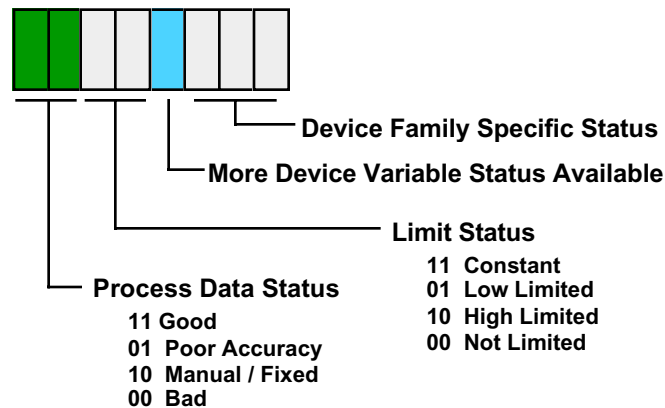 Device Family Specific Status
More Device Variable Status Available
Limit Status
11 Constant
01 Low Limited
10 High Limited
00 Not Limited
Process Data Status
11 Good
01 Poor Accuracy
10 Manual / Fixed
00 Bad